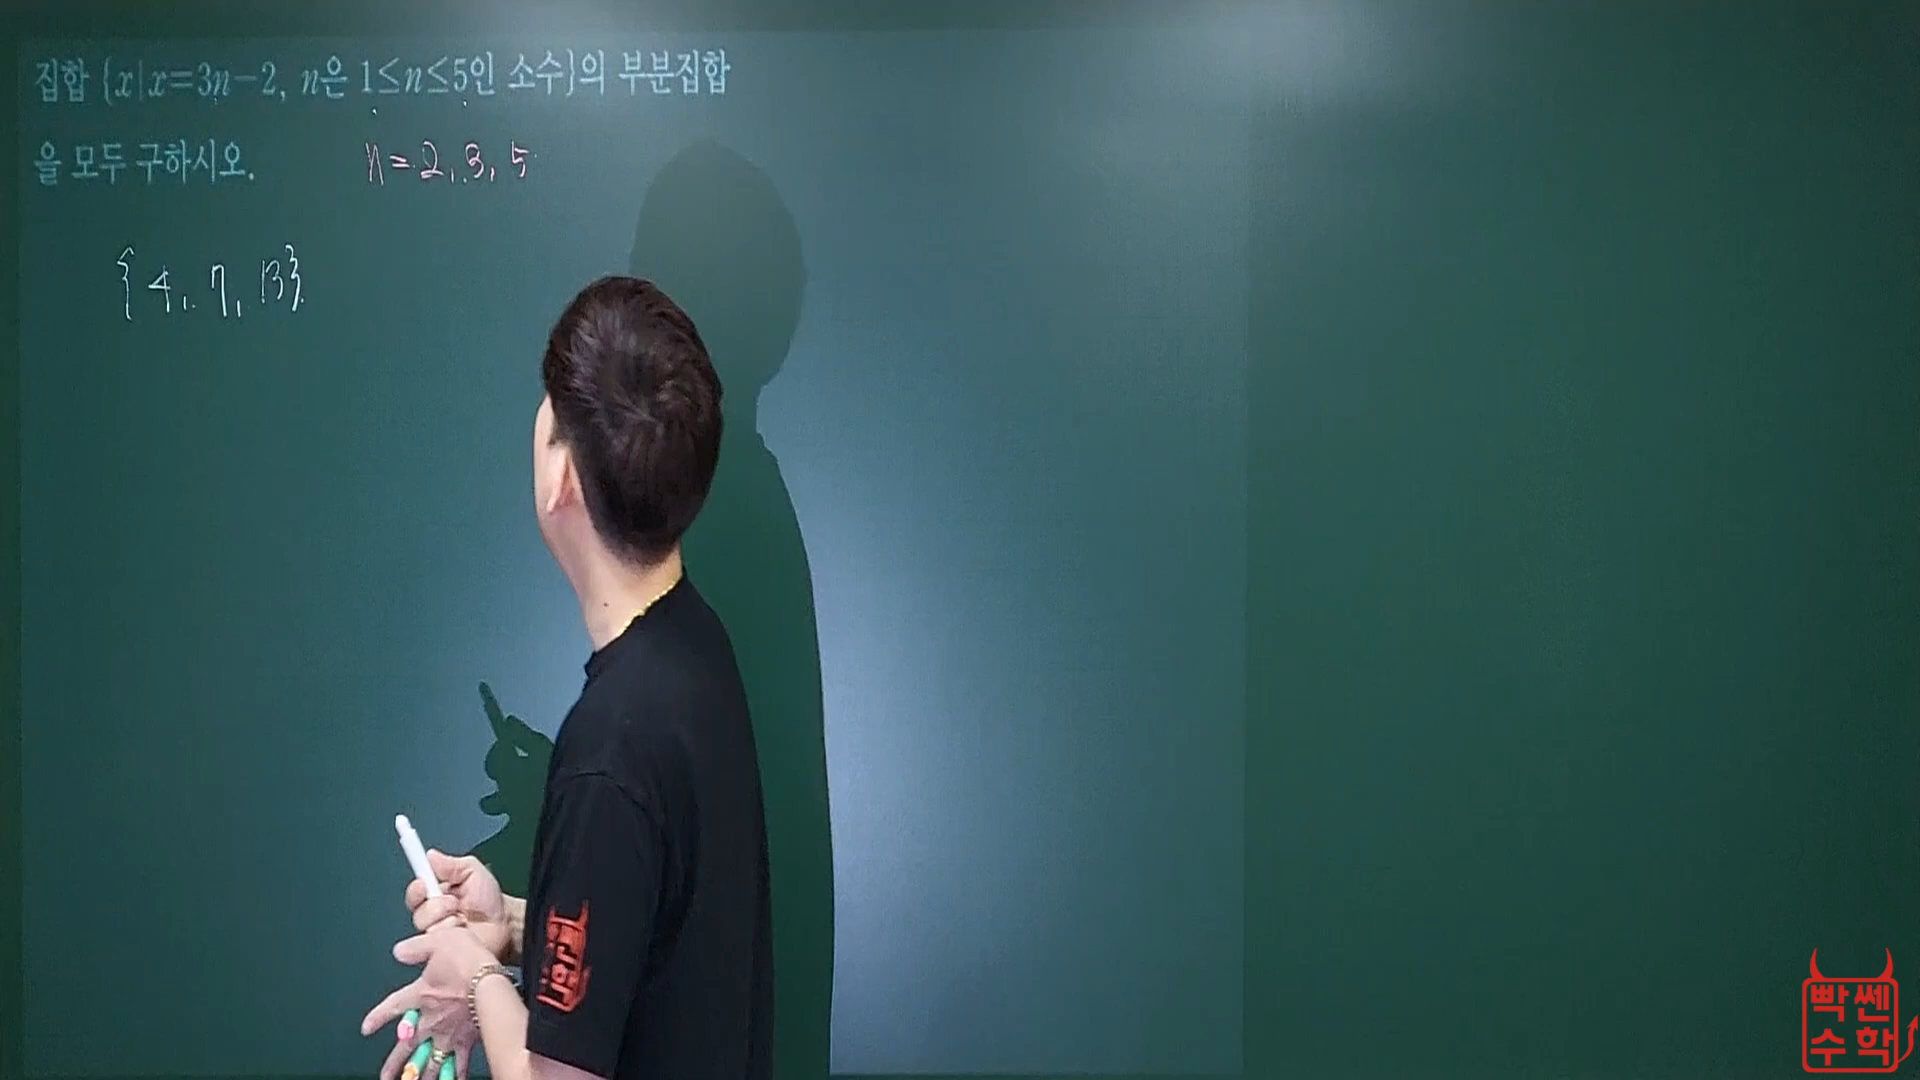 집합 {x|x=3n-2, n은 1≤n≤5인 소수}의 부분집합
을 모두 구하시오.
n=2, 3, 5
{4, 7, 13}
빡쎈
수학